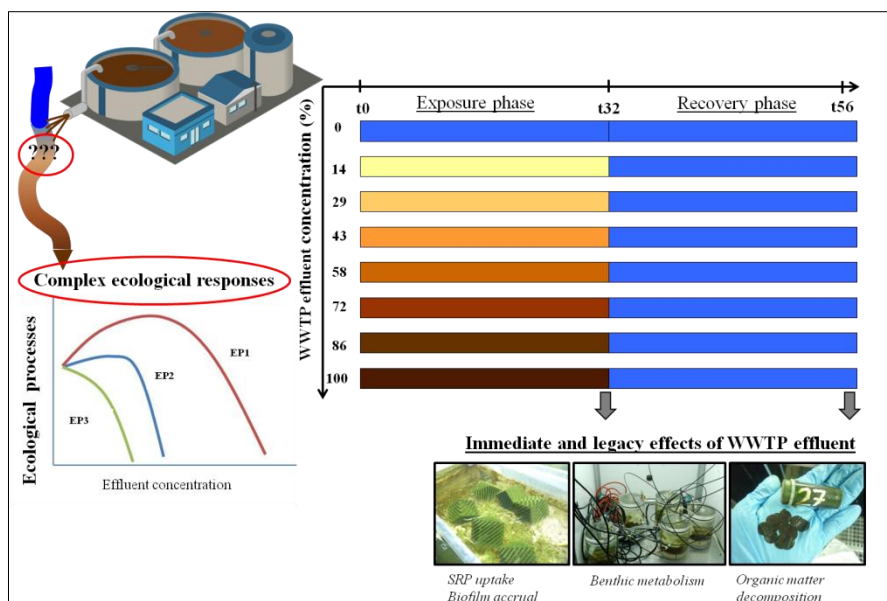 ???
Complex ecological responses
Ecological processes
EP1
EP2
EP3
Effluent concentration
WWTP effluent concentration (%)
t0
Exposure phase
t32
Recovery phase
t56
0
14
29
43
58
72
86
100
Immediate and legacy effects of WWTP effluent
27
SRP uptake
Biofilm accrual
Benthic metabolism
Organic matter
decomposition